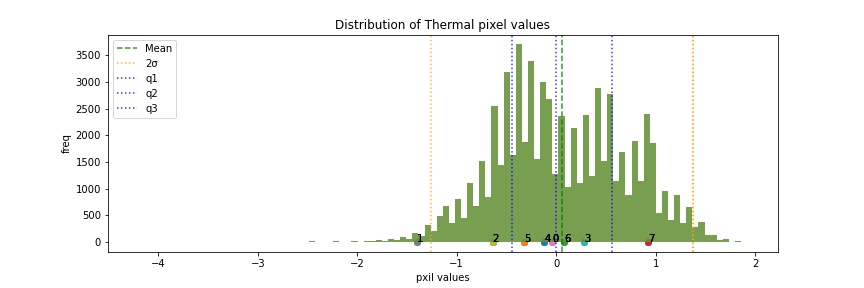 Distribution of Thermal pixel values
Mean
2σ
q1
q2
q3
freq
3500
3000
2500
2000
1500
1000
500
0
1 2 5 4 0 6 3 7
−4 −3 −2 −1 0 1 2
pxil values